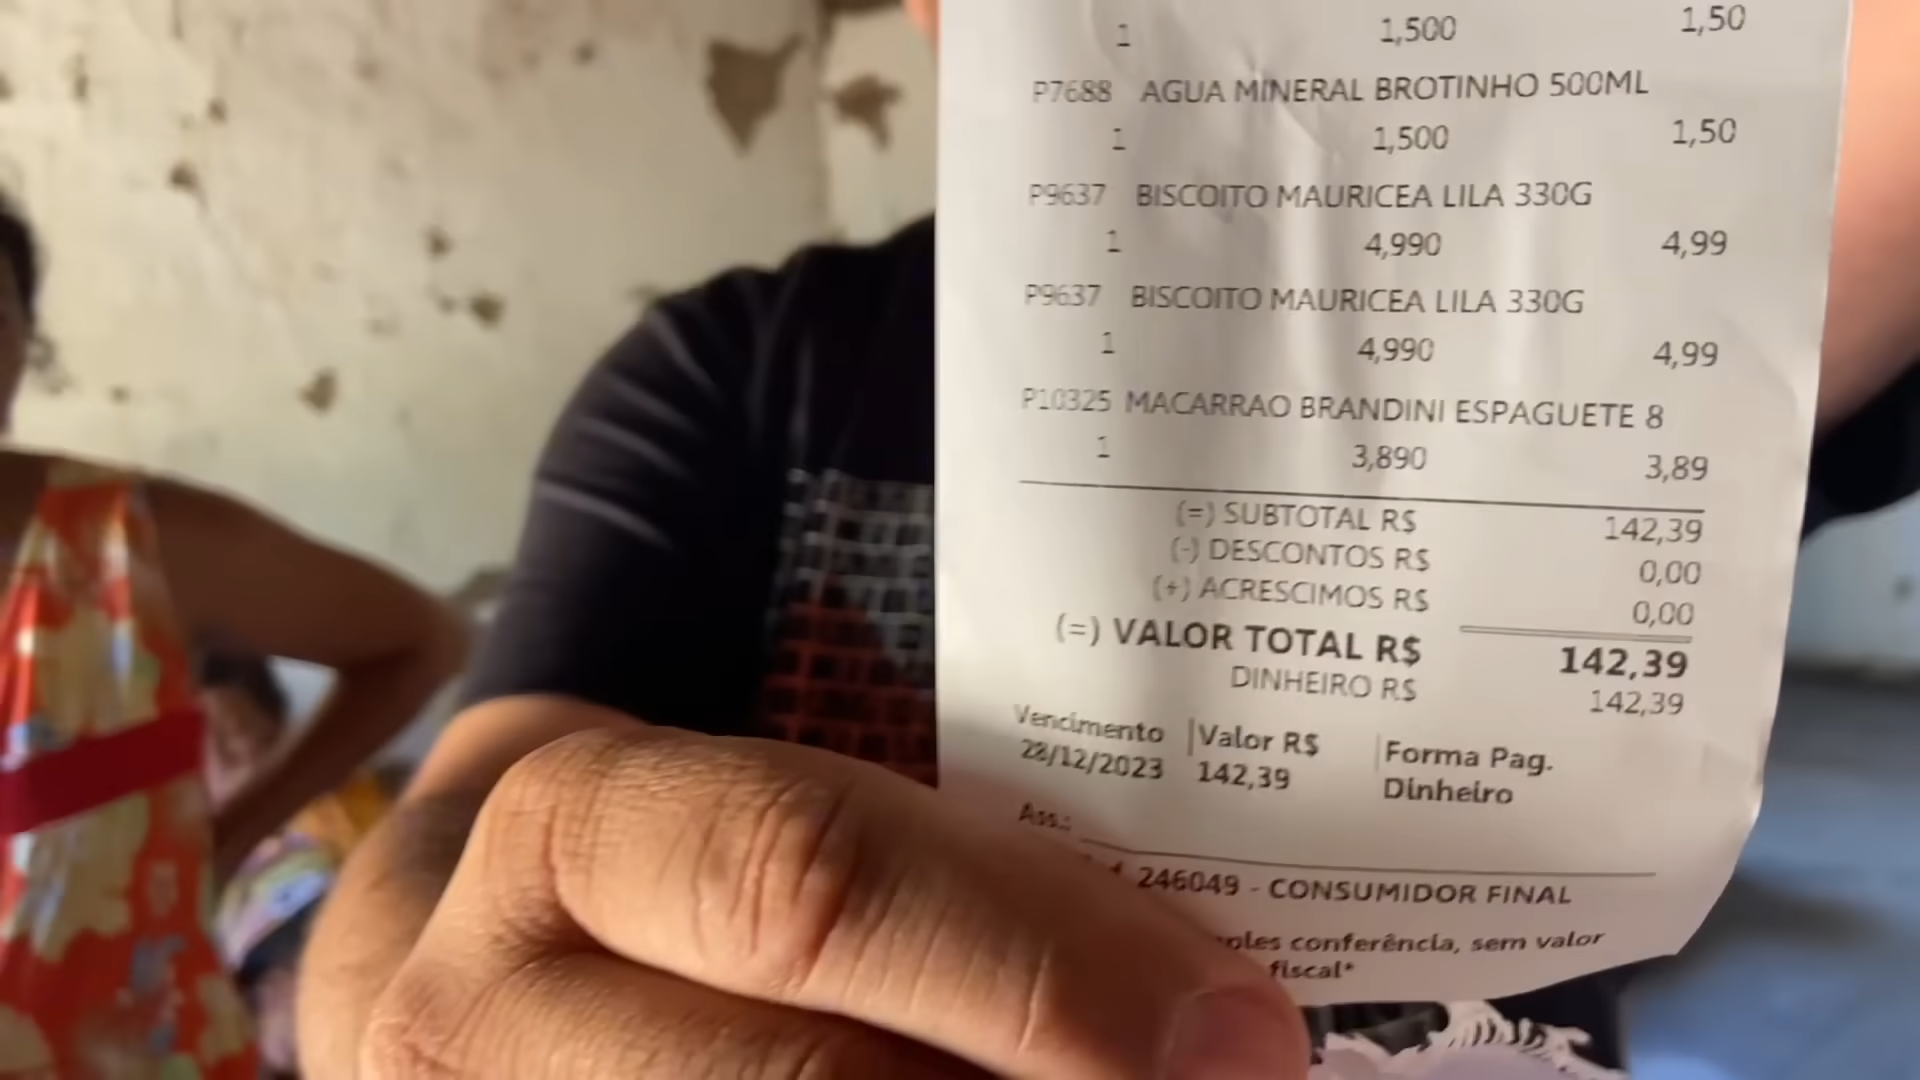 1 1,500 1,50
P7688 AGUA MINERAL BROTINHO 500ML
1 1,500 1,50
P9637 BISCOITO MAURICEA LILA 330G
1 4,990 4,99
P9637 BISCOITO MAURICEA LILA 330G
1 4,990 4,99
P10325 MACARRAO BRANDINI ESPAGUETE 8
1 3,890 3,89
(=) SUBTOTAL R$ 142,39
(-) DESCONTOS R$ 0,00
(+) ACRESCIMOS R$ 0,00
(=) VALOR TOTAL R$ 142,39
DINHEIRO R$ 142,39
Vencimento |Valor R$ |Forma Pag.
28/12/2023 142,39 Dinheiro
Ass.:
246049 - CONSUMIDOR FINAL
conferência, sem valor
fiscal*